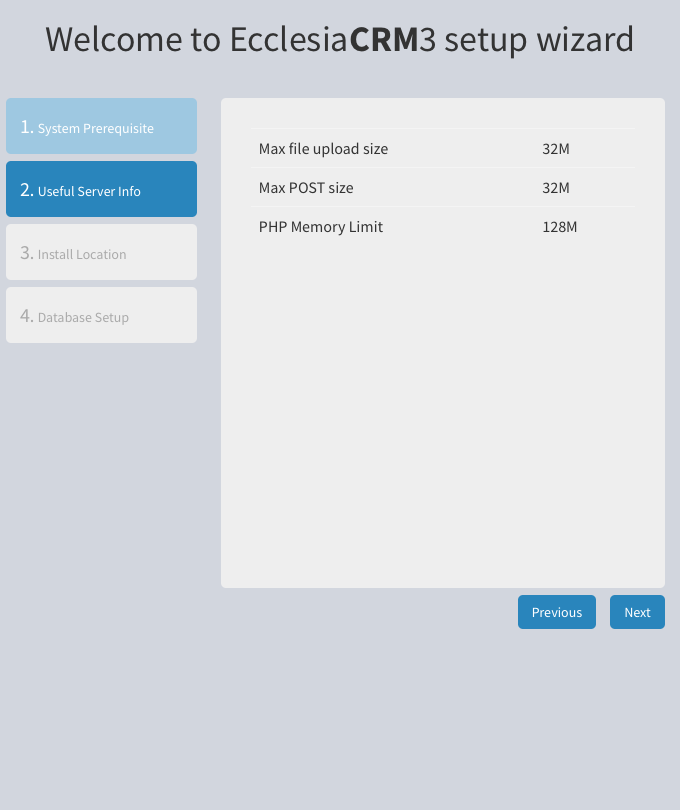 Welcome to EcclesiaCRM3 setup wizard
1. System Prerequisite
2. Useful Server Info
3. Install Location
4. Database Setup
Max file upload size 32M
Max POST size 32M
PHP Memory Limit 128M
Previous Next